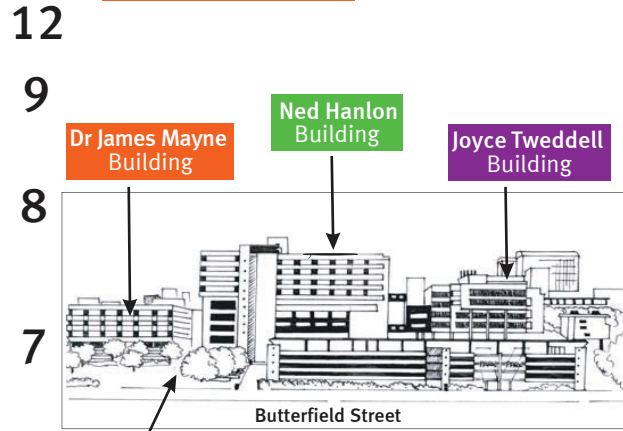 12
9
Ned Hanlon
Building
Dr James Mayne
Building
Joyce Tweddell
Building
8
7
Butterfield Street